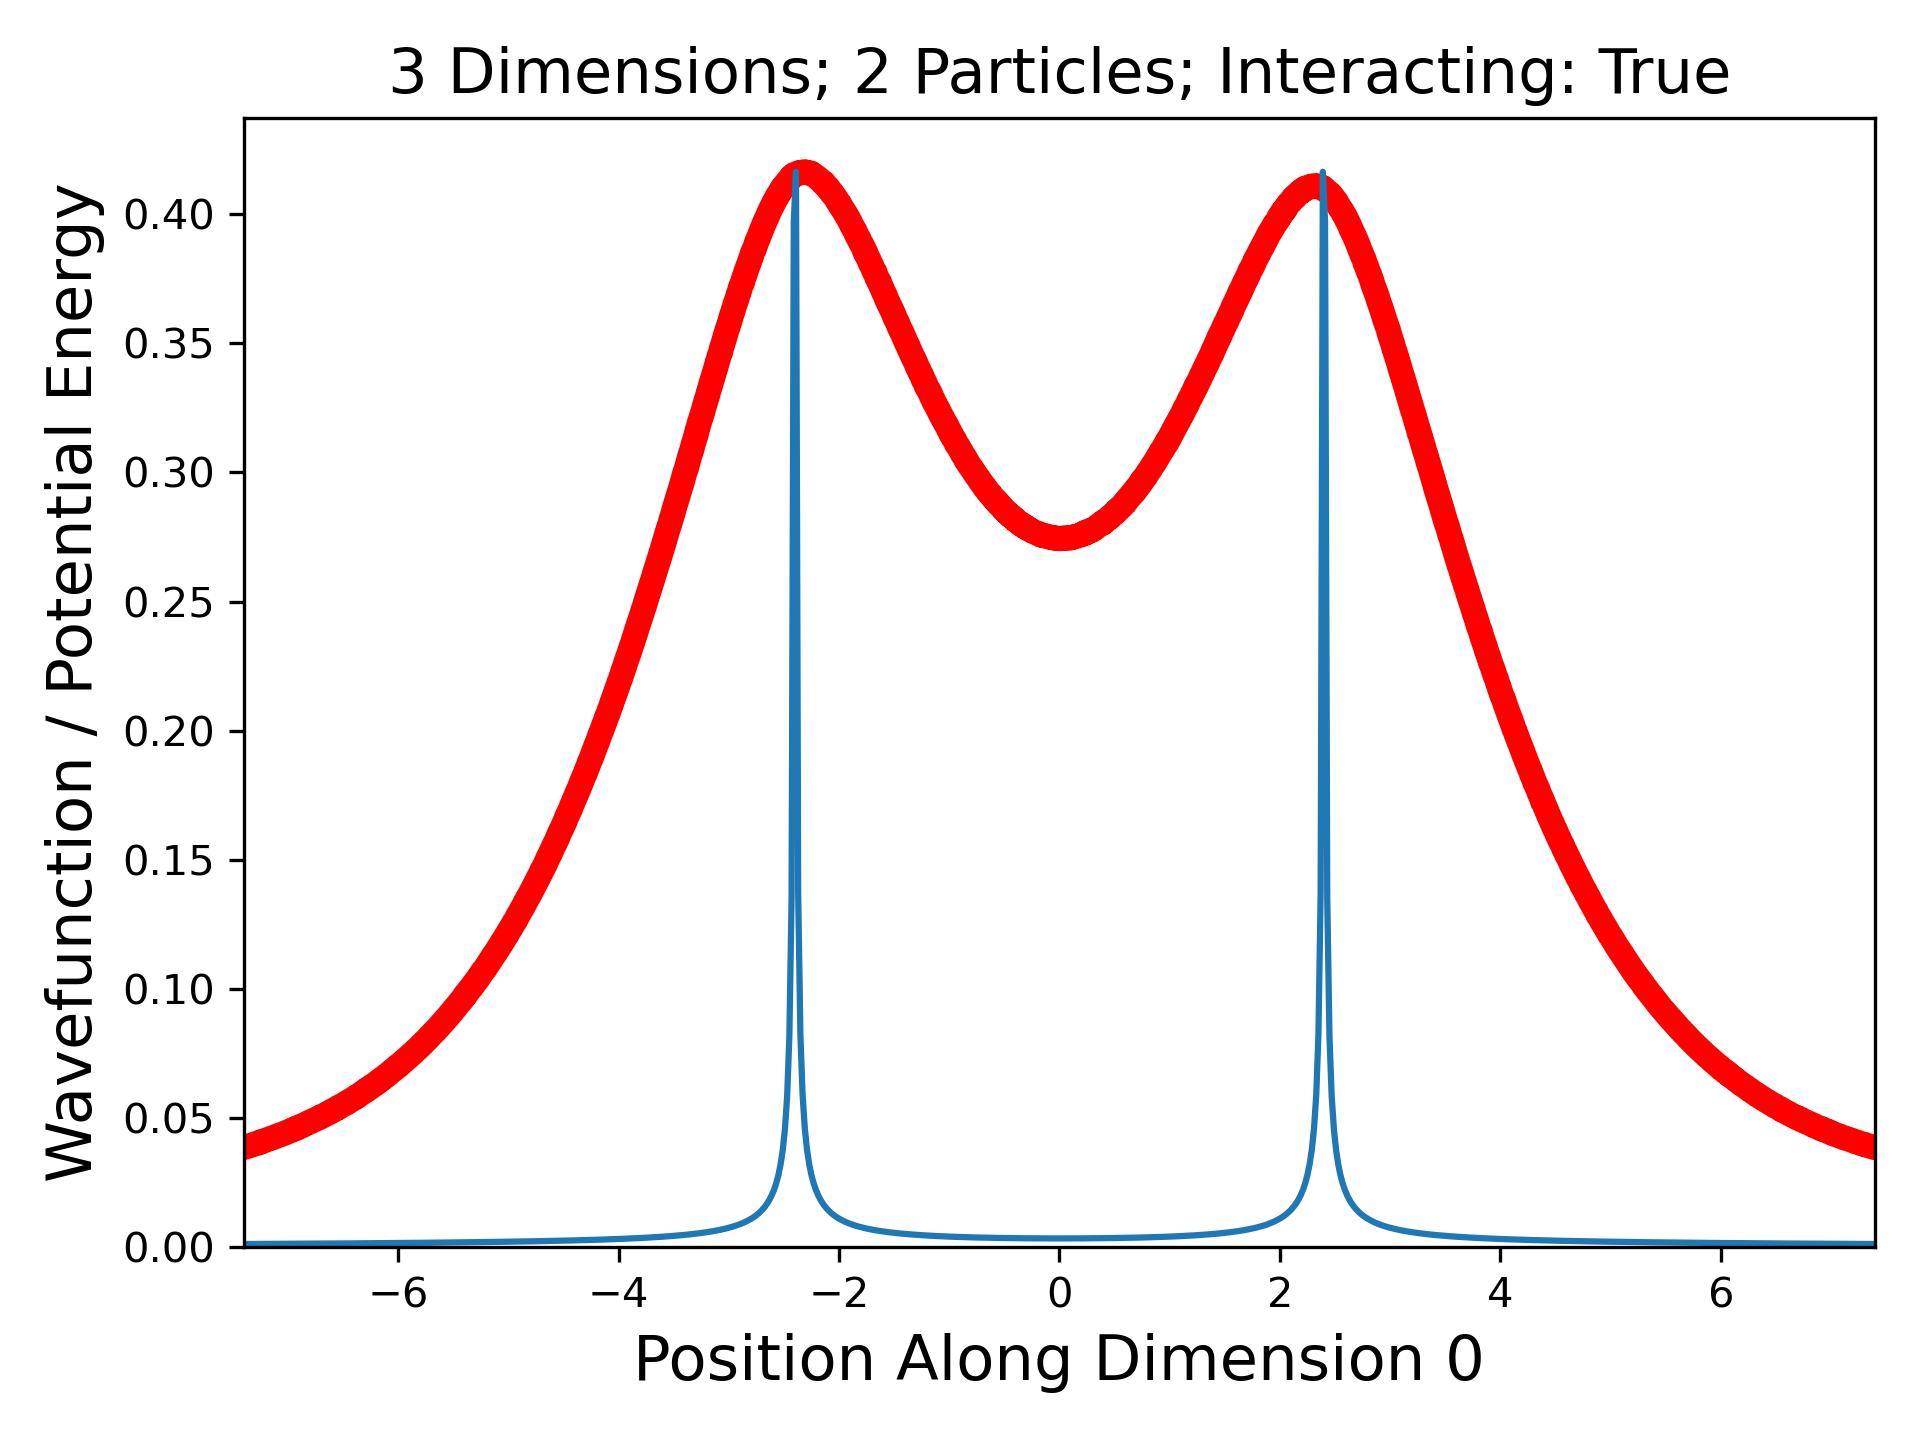 3 Dimensions; 2 Particles; Interacting: True
Wavefunction / Potential Energy
0.40
0.35
0.30
0.25
0.20
0.15
0.10
0.05
0.00
−6 −4 −2 0 2 4 6
Position Along Dimension 0